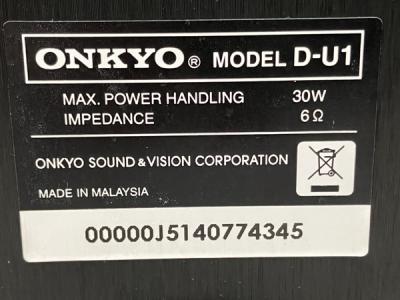 ONKYO® MODEL D-U1
MAX. POWER HANDLING 30W
IMPEDANCE 6Ω
ONKYO SOUND & VISION CORPORATION
MADE IN MALAYSIA
00000J5140774345